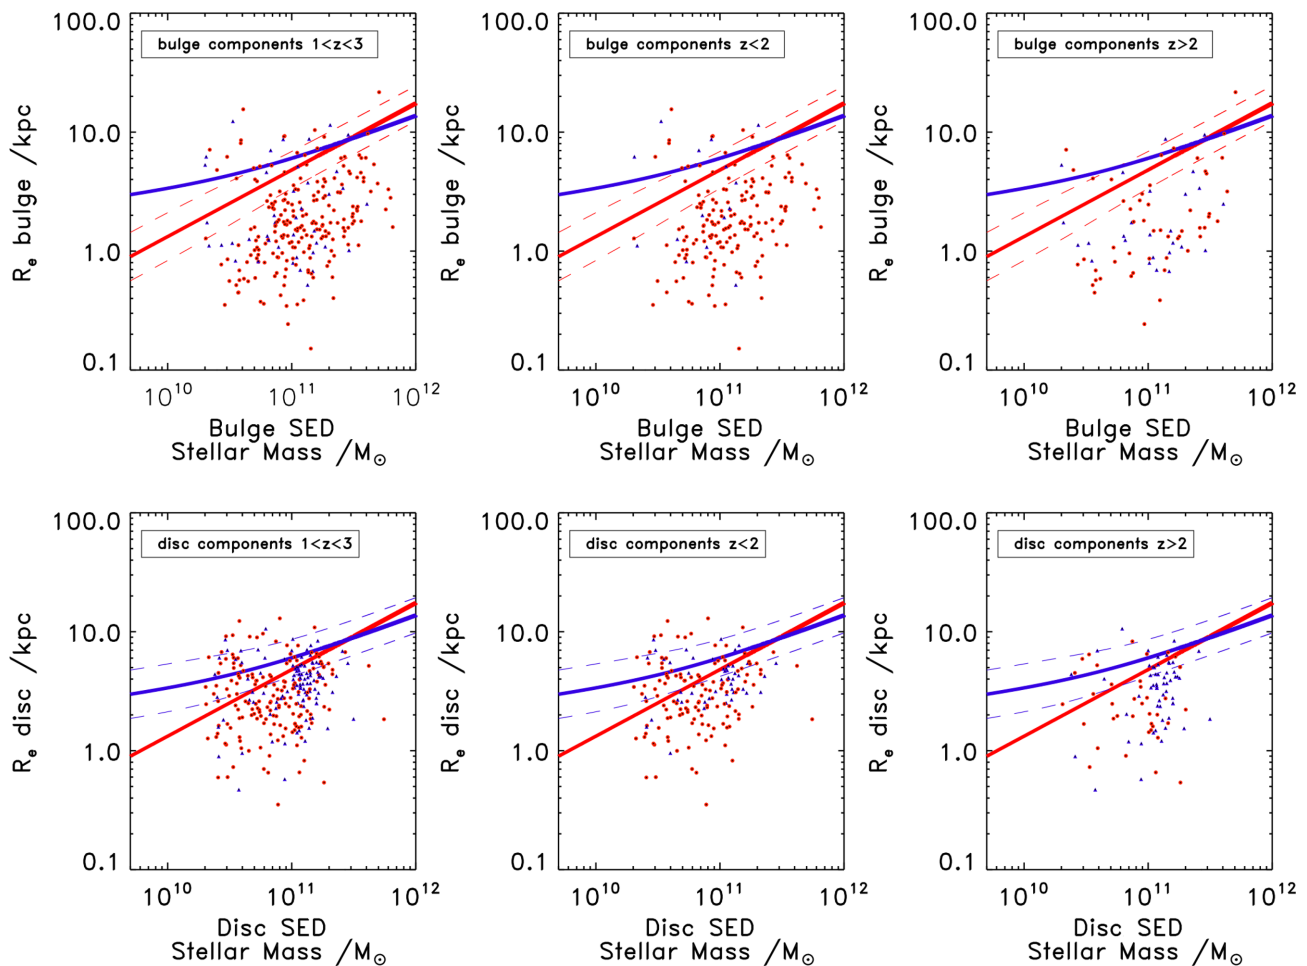 bulge components 1<z<3
100.0
10.0
1.0
0.1
R_e bulge /kpc
10^10 10^11 10^12
Bulge SED
Stellar Mass /M_⊙
bulge components z<2
100.0
10.0
1.0
0.1
R_e bulge /kpc
10^10 10^11 10^12
Bulge SED
Stellar Mass /M_⊙
bulge components z>2
100.0
10.0
1.0
0.1
R_e bulge /kpc
10^10 10^11 10^12
Bulge SED
Stellar Mass /M_⊙
disc components 1<z<3
100.0
10.0
1.0
0.1
R_e disc /kpc
10^10 10^11 10^12
Disc SED
Stellar Mass /M_⊙
disc components z<2
100.0
10.0
1.0
0.1
R_e disc /kpc
10^10 10^11 10^12
Disc SED
Stellar Mass /M_⊙
disc components z>2
100.0
10.0
1.0
0.1
R_e disc /kpc
10^10 10^11 10^12
Disc SED
Stellar Mass /M_⊙